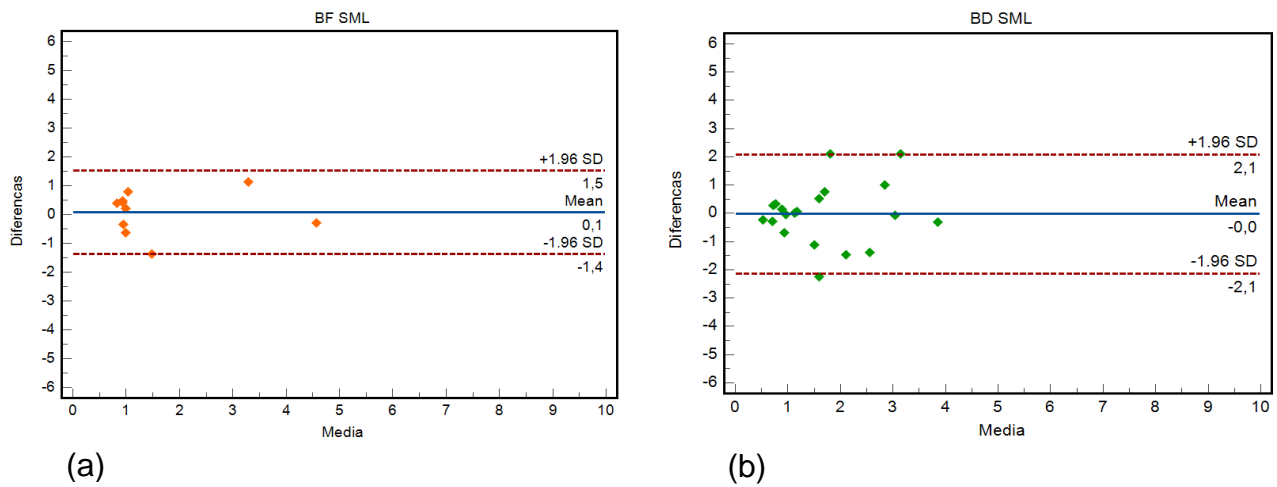 BF SML
6
5
4
3
2
1
0
-1
-2
-3
-4
-5
-6
Diferencas
+1.96 SD
1,5
Mean
0,1
-1.96 SD
-1,4
0 1 2 3 4 5 6 7 8 9 10
Media
(a)
BD SML
6
5
4
3
2
1
0
-1
-2
-3
-4
-5
-6
Diferencas
+1.96 SD
2,1
Mean
-0,0
-1.96 SD
-2,1
0 1 2 3 4 5 6 7 8 9 10
Media
(b)